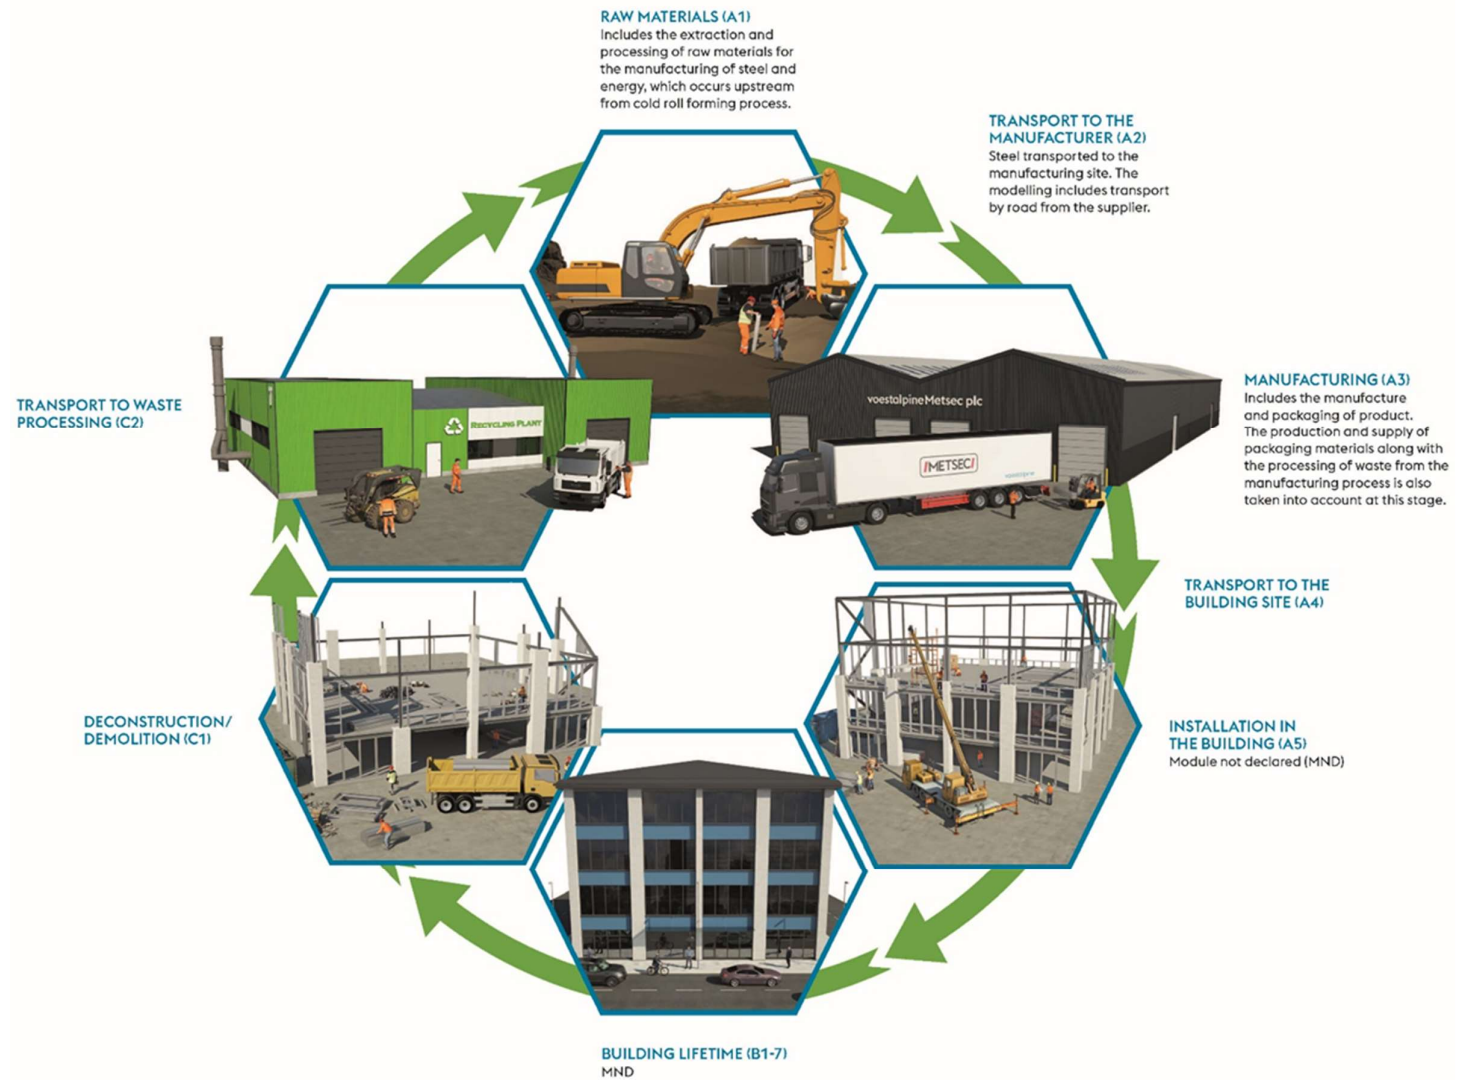 RAW MATERIALS (A1)
Includes the extraction and
processing of raw materials for
the manufacturing of steel and
energy, which occurs upstream
from cold roll forming process.
TRANSPORT TO THE
MANUFACTURER (A2)
Steel transported to the
manufacturing site. The
modelling includes transport
by road from the supplier.
MANUFACTURING (A3)
Includes the manufacture
and packaging of product.
The production and supply of
packaging materials along with
the processing of waste from the
manufacturing process is also
taken into account at this stage.
voestalpine Metsec plc
METSEC
TRANSPORT TO THE
BUILDING SITE (A4)
INSTALLATION IN
THE BUILDING (A5)
Module not declared (MND)
BUILDING LIFETIME (B1-7)
MND
DECONSTRUCTION/
DEMOLITION (C1)
TRANSPORT TO WASTE
PROCESSING (C2)
RECYCLING PLANT